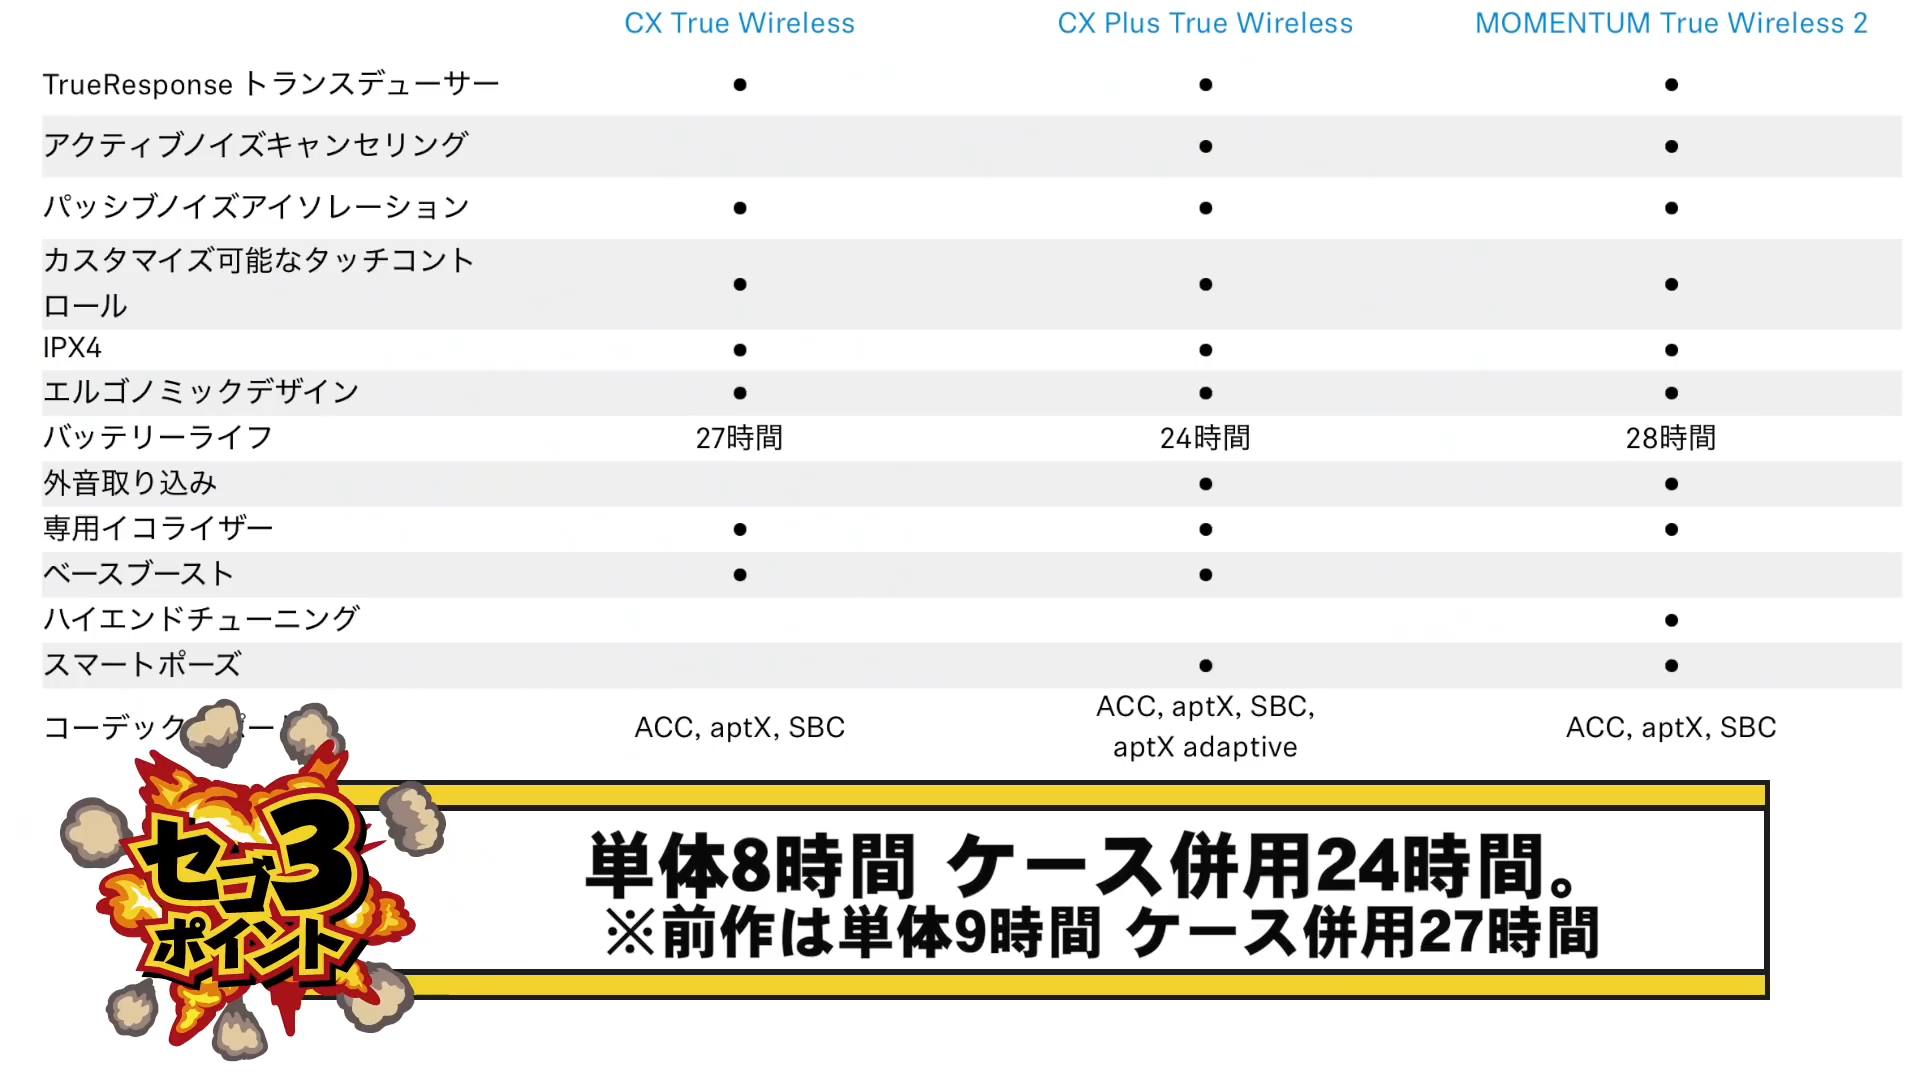 CX True Wireless CX Plus True Wireless MOMENTUM True Wireless 2
TrueResponse トランスデューサー ● ● ●
アクティブノイズキャンセリング ● ●
パッシブノイズアイソレーション ● ● ●
カスタマイズ可能なタッチコント
ロール ● ● ●
IPX4 ● ● ●
エルゴノミックデザイン ● ● ●
バッテリーライフ 27時間 24時間 28時間
外音取り込み ● ●
専用イコライザー ● ● ●
ベースブースト ● ●
ハイエンドチューニング ●
スマートポーズ ● ●
コーデック ACC, aptX, SBC ACC, aptX, SBC, ACC, aptX, SBC
aptX adaptive
セゴ3
ポイント
単体8時間 ケース併用24時間。
※前作は単体9時間 ケース併用27時間